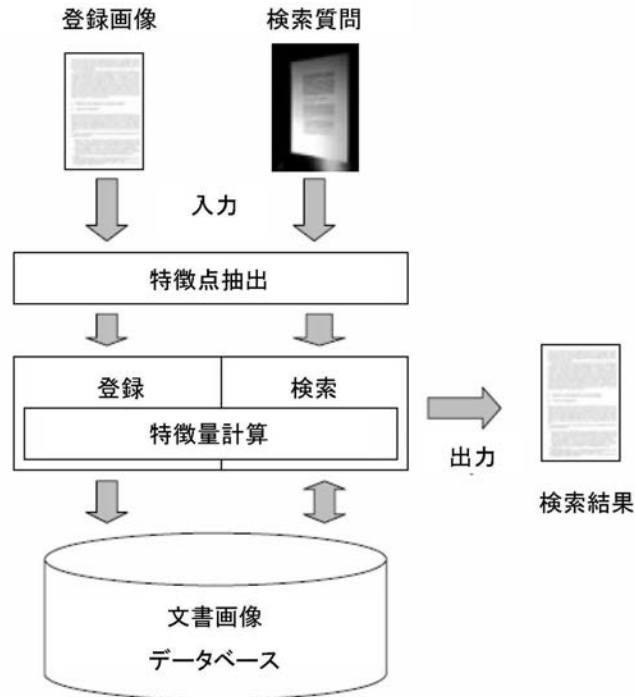 登録画像
検索質問
入力
特徴点抽出
登録
検索
特徴量計算
出力
検索結果
文書画像
データベース